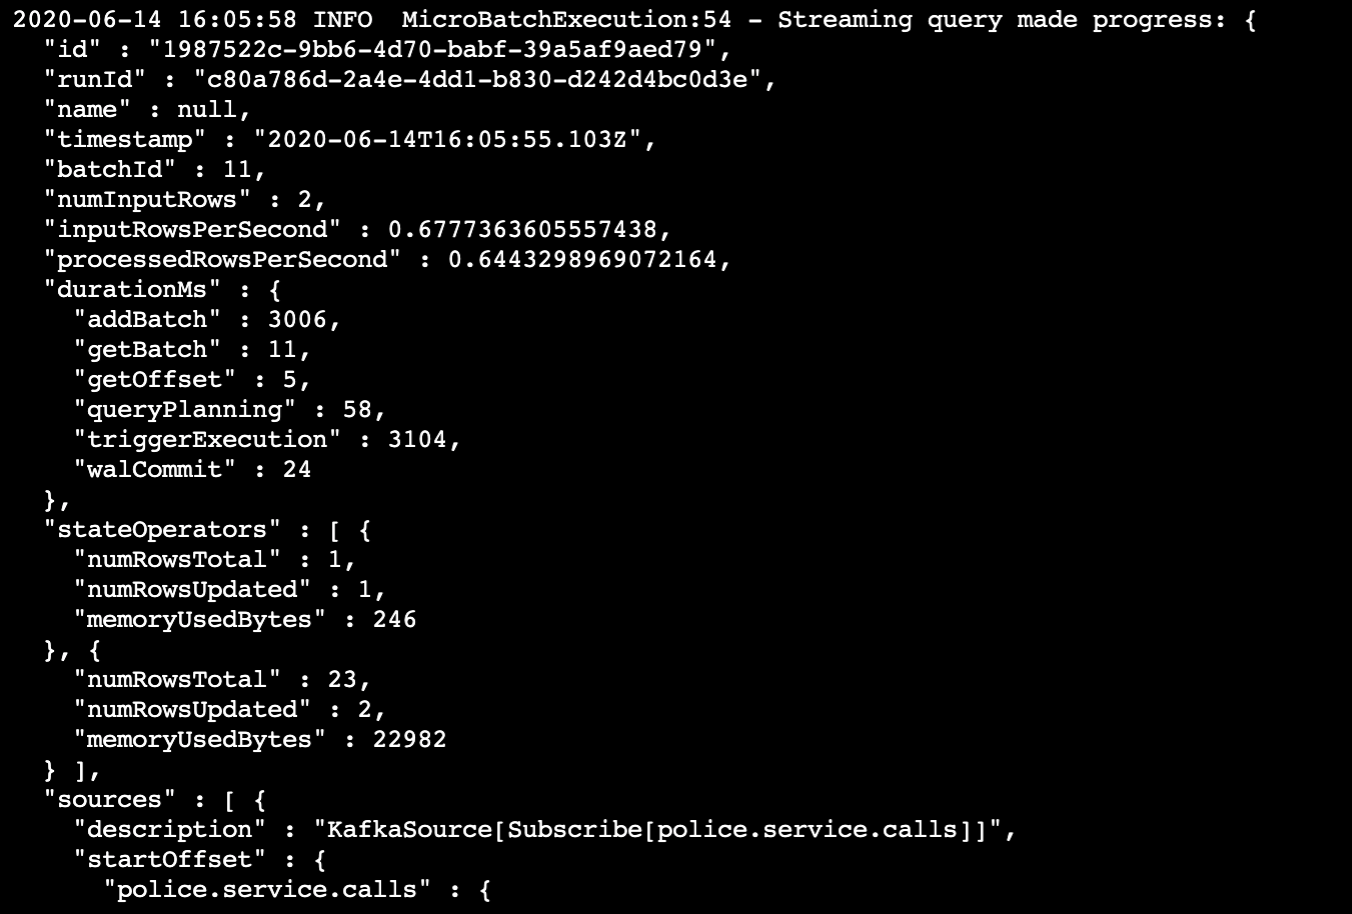 2020-06-14 16:05:58 INFO  MicroBatchExecution:54 - Streaming query made progress: {
  "id" : "1987522c-9bb6-4d70-babf-39a5af9aed79",
  "runId" : "c80a786d-2a4e-4dd1-b830-d242d4bc0d3e",
  "name" : null,
  "timestamp" : "2020-06-14T16:05:55.103Z",
  "batchId" : 11,
  "numInputRows" : 2,
  "inputRowsPerSecond" : 0.6777363605557438,
  "processedRowsPerSecond" : 0.6443298969072164,
  "durationMs" : {
    "addBatch" : 3006,
    "getBatch" : 11,
    "getOffset" : 5,
    "queryPlanning" : 58,
    "triggerExecution" : 3104,
    "walCommit" : 24
  },
  "stateOperators" : [ {
    "numRowsTotal" : 1,
    "numRowsUpdated" : 1,
    "memoryUsedBytes" : 246
  }, {
    "numRowsTotal" : 23,
    "numRowsUpdated" : 2,
    "memoryUsedBytes" : 22982
  } ],
  "sources" : [ {
    "description" : "KafkaSource[Subscribe[police.service.calls]]",
    "startOffset" : {
      "police.service.calls" : {